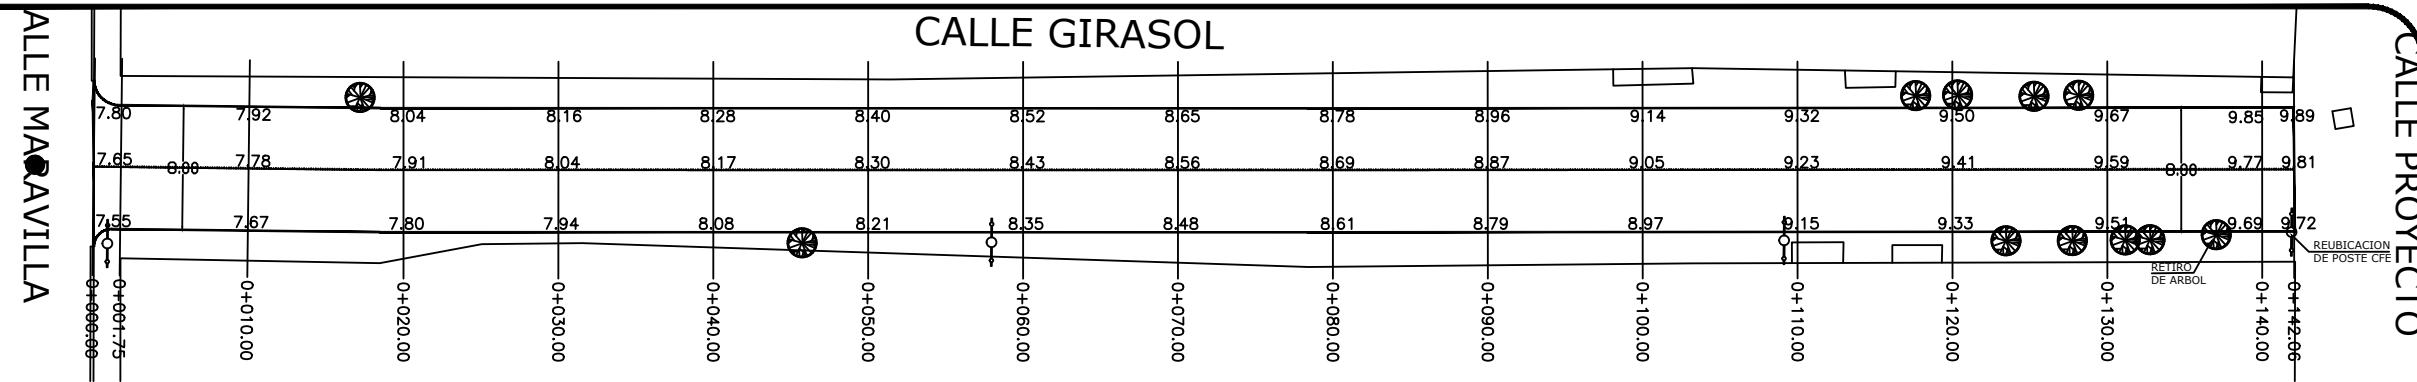 CALLE GIRASOL
ALLE MARAVILLA
7.80 7.92 8.04 8.16 8.28 8.40 8.52 8.65 8.78 8.96 9.14 9.32 9.50 9.67 9.85 9.89
7.65 7.78 7.91 8.04 8.17 8.30 8.43 8.56 8.69 8.87 9.05 9.23 9.41 9.59 9.77 9.81
8.00 8.00
7.55 7.67 7.80 7.94 8.08 8.21 8.35 8.48 8.61 8.79 8.97 9.15 9.33 9.51 9.69 9.72
REUBICACION
DE POSTE CFE
RETIRO
DE ARBOL
0+000.00
0+001.75
0+010.00
0+020.00
0+030.00
0+040.00
0+050.00
0+060.00
0+070.00
0+080.00
0+090.00
0+100.00
0+110.00
0+120.00
0+130.00
0+140.00
0+142.06
CALLE PROYECTO